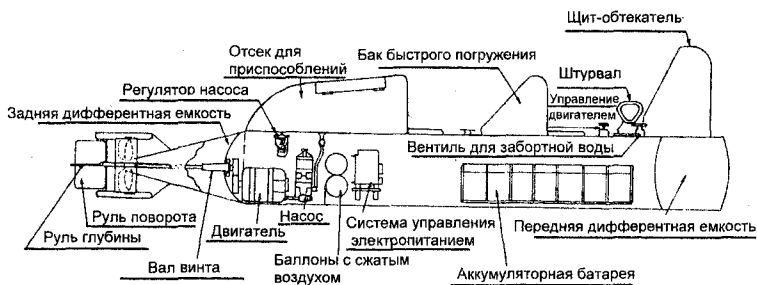 Щит-обтекатель
Отсек для
приспособлений
Бак быстрого погружения
Штурвал
Регулятор насоса
Управление
двигателем
Задняя дифферентная емкость
Вентиль для забортной воды
Руль поворота
Руль глубины
Двигатель
Насос
Система управления
электропитанием
Передняя дифферентная емкость
Вал винта
Баллоны с сжатым
воздухом
Аккумуляторная батарея